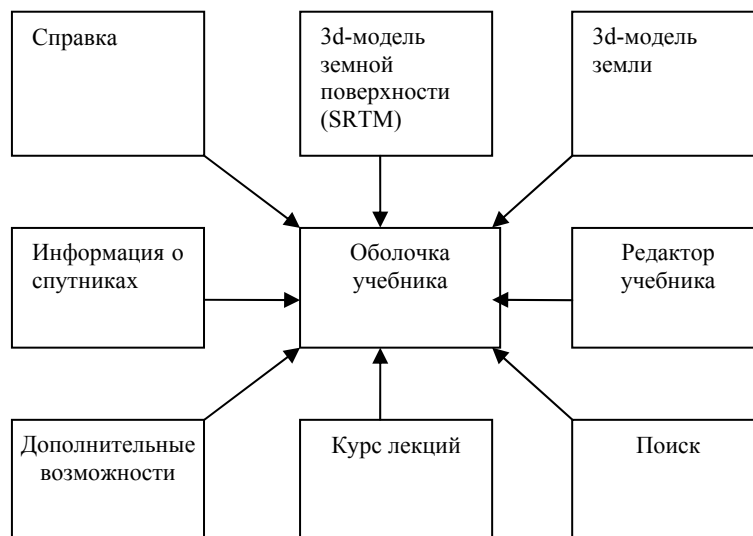 Справка
3d-модель
земной
поверхности
(SRTM)
3d-модель
земли
Информация о
спутниках
Оболочка
учебника
Редактор
учебника
Дополнительные
возможности
Курс лекций
Поиск